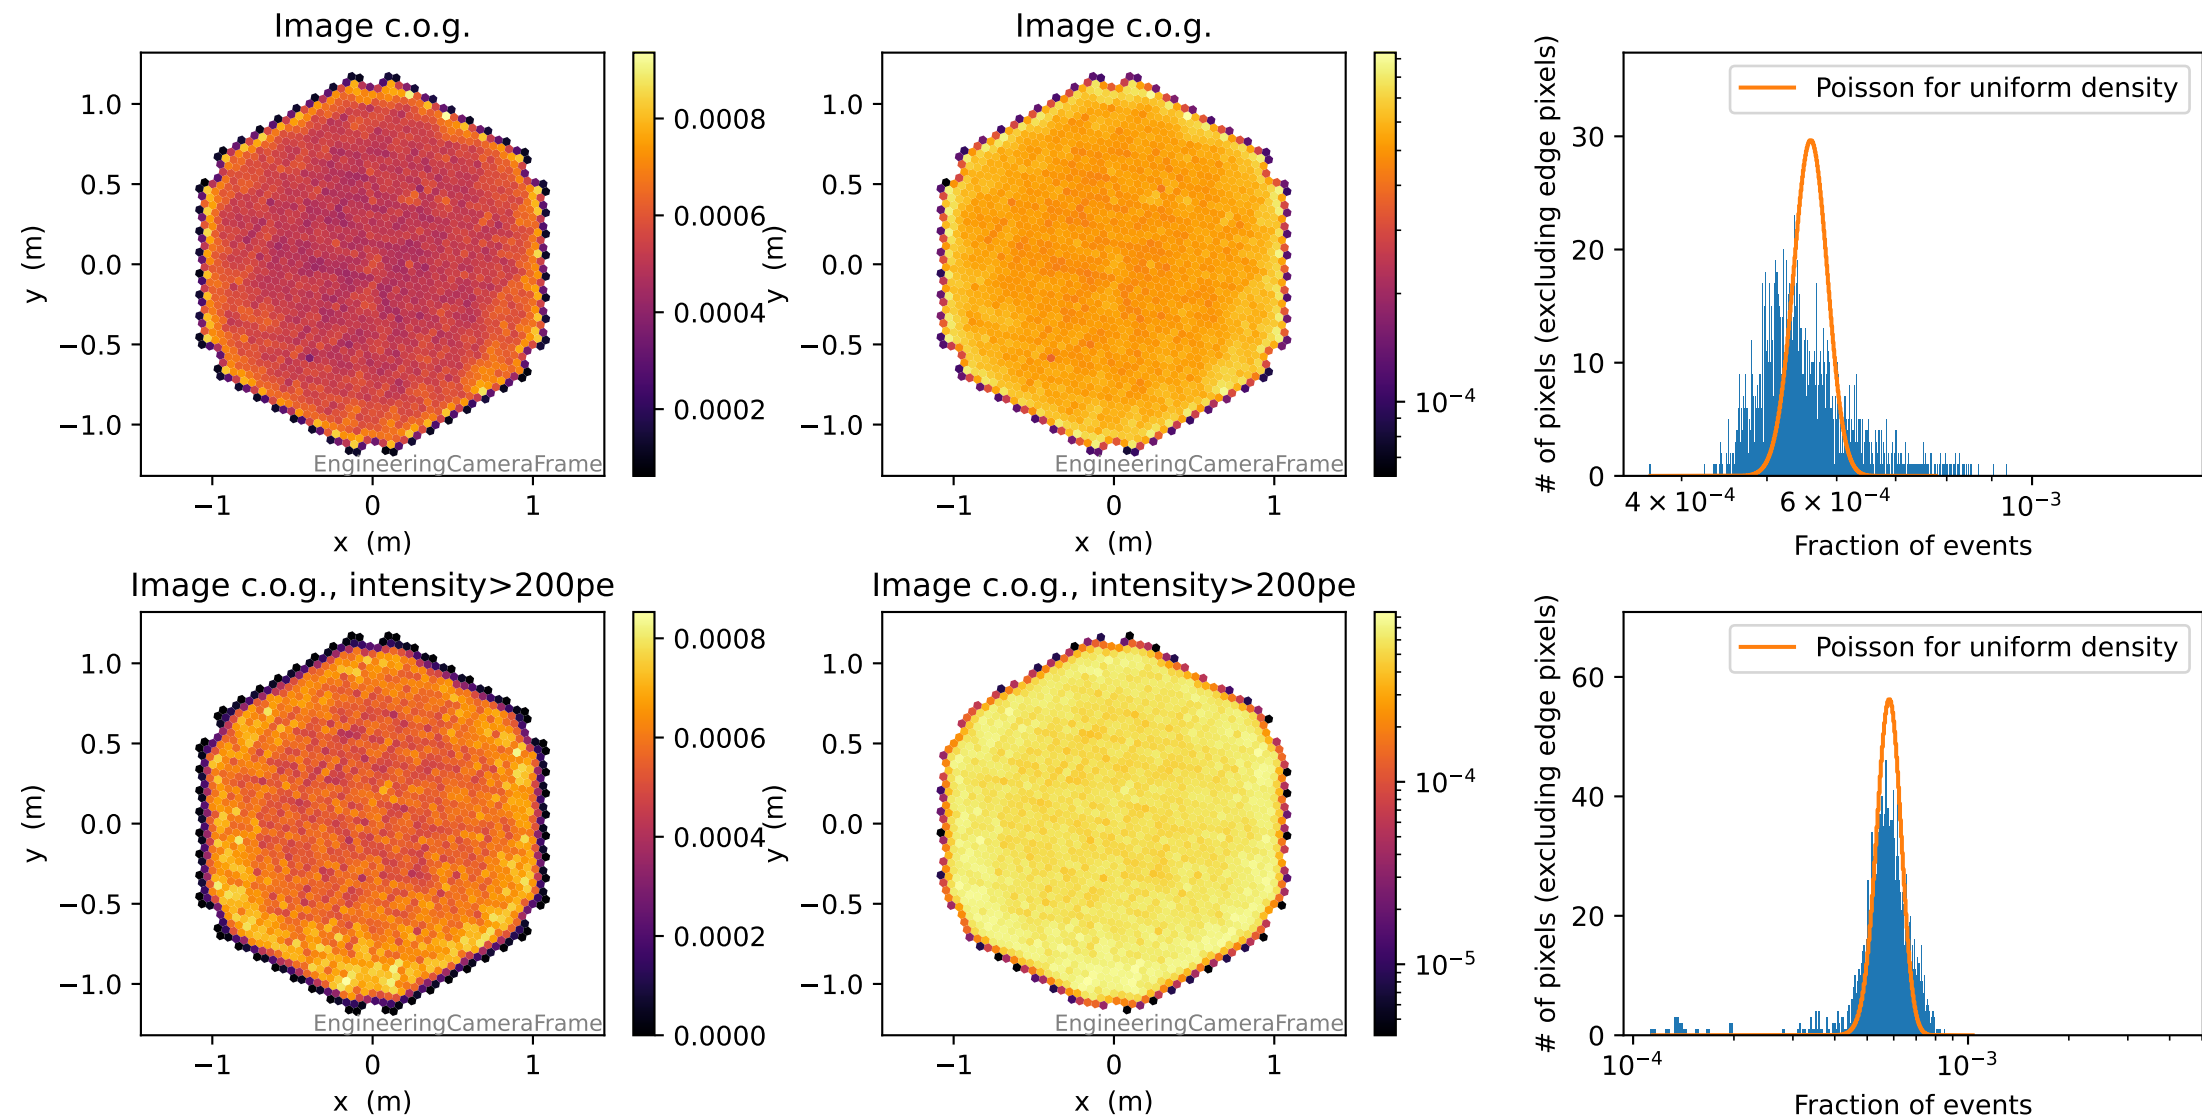 Image c.o.g.
1.0
0.5
0.0
−0.5
−1.0
y (m)
−1
0
1
x (m)
EngineeringCameraFrame
0.0008
0.0006
0.0004
0.0002
Image c.o.g.
1.0
0.5
0.0
−0.5
−1.0
y (m)
−1
0
1
x (m)
EngineeringCameraFrame
10⁻⁴
# of pixels (excluding edge pixels)
30
20
10
0
Poisson for uniform density
4 × 10⁻⁴
6 × 10⁻⁴
10⁻³
Fraction of events
Image c.o.g., intensity>200pe
1.0
0.5
0.0
−0.5
−1.0
y (m)
−1
0
1
x (m)
EngineeringCameraFrame
0.0008
0.0006
0.0004
0.0002
0.0000
Image c.o.g., intensity>200pe
1.0
0.5
0.0
−0.5
−1.0
y (m)
−1
0
1
x (m)
EngineeringCameraFrame
10⁻⁴
10⁻⁵
# of pixels (excluding edge pixels)
60
40
20
0
Poisson for uniform density
10⁻⁴
10⁻³
Fraction of events